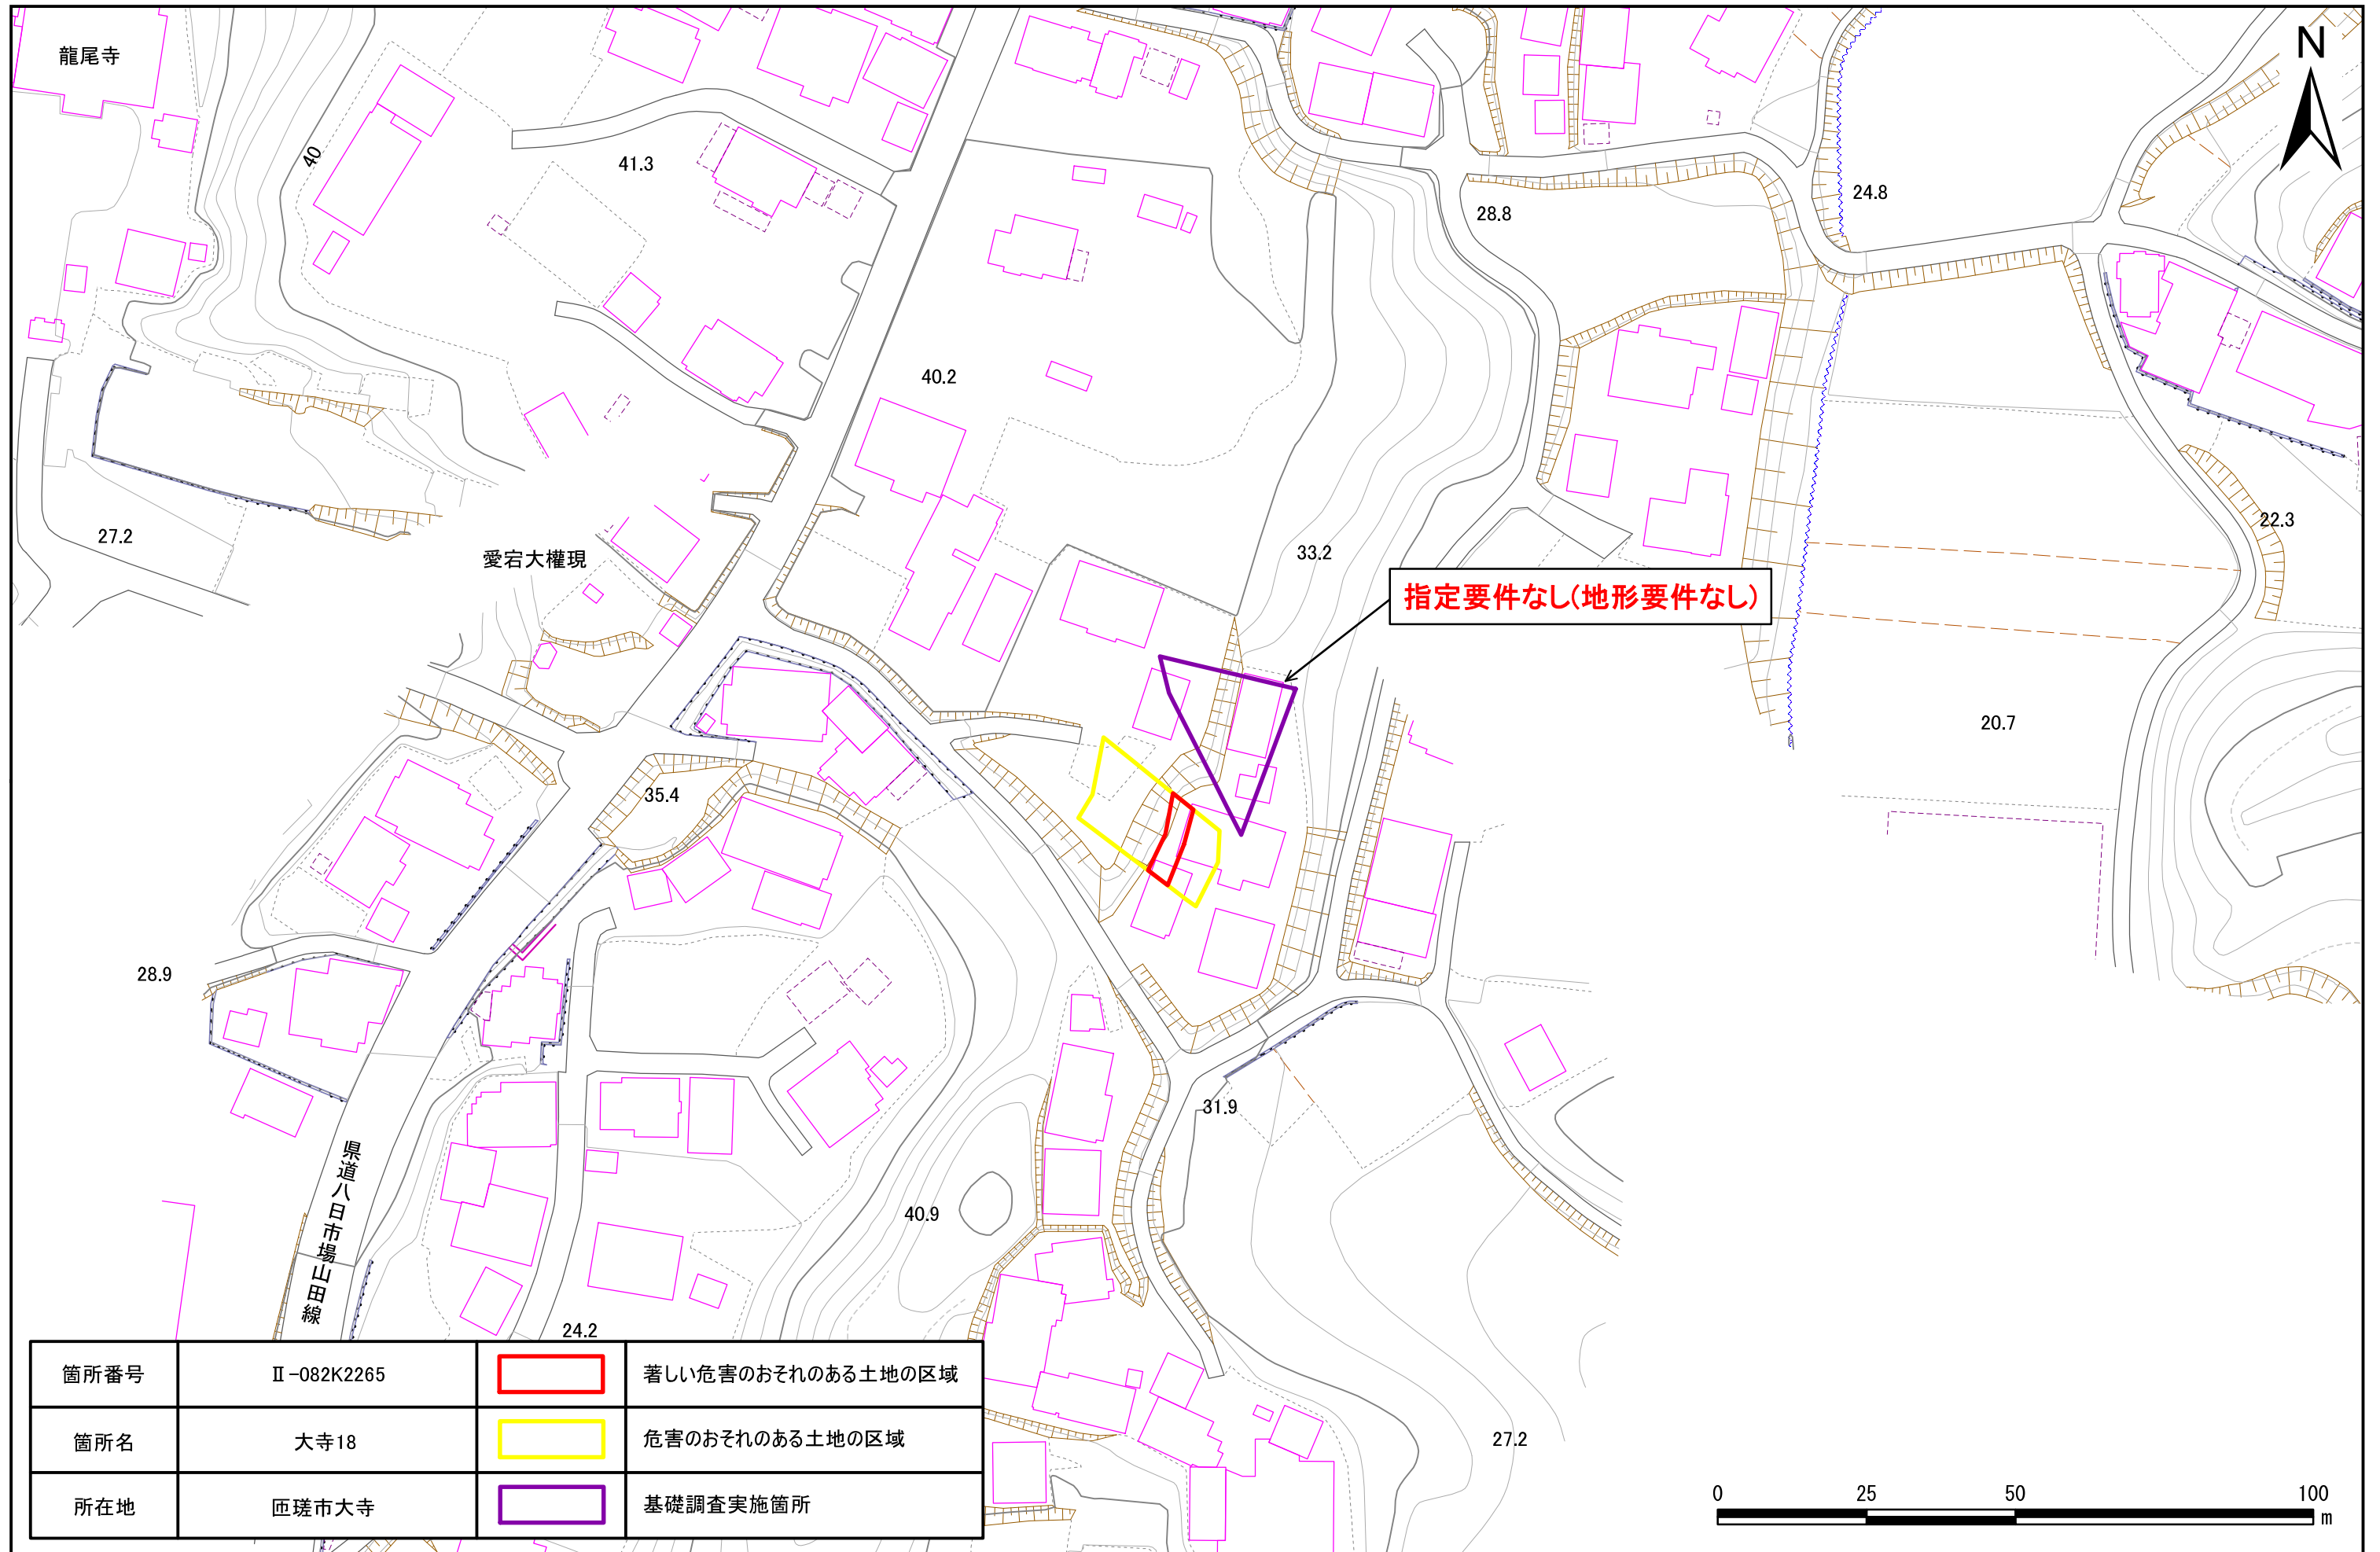 龍尾寺
N
40
41.3
24.8
28.8
40.2
27.2
22.3
愛宕大權現
33.2
指定要件なし(地形要件なし)
20.7
35.4
28.9
31.9
県道八日市場山田線
40.9
24.2
27.2
箇所番号 Ⅱ-082K2265 著しい危害のおそれのある土地の区域
箇所名 大寺18 危害のおそれのある土地の区域
所在地 匝瑳市大寺 基礎調査実施箇所
0 25 50 100
m